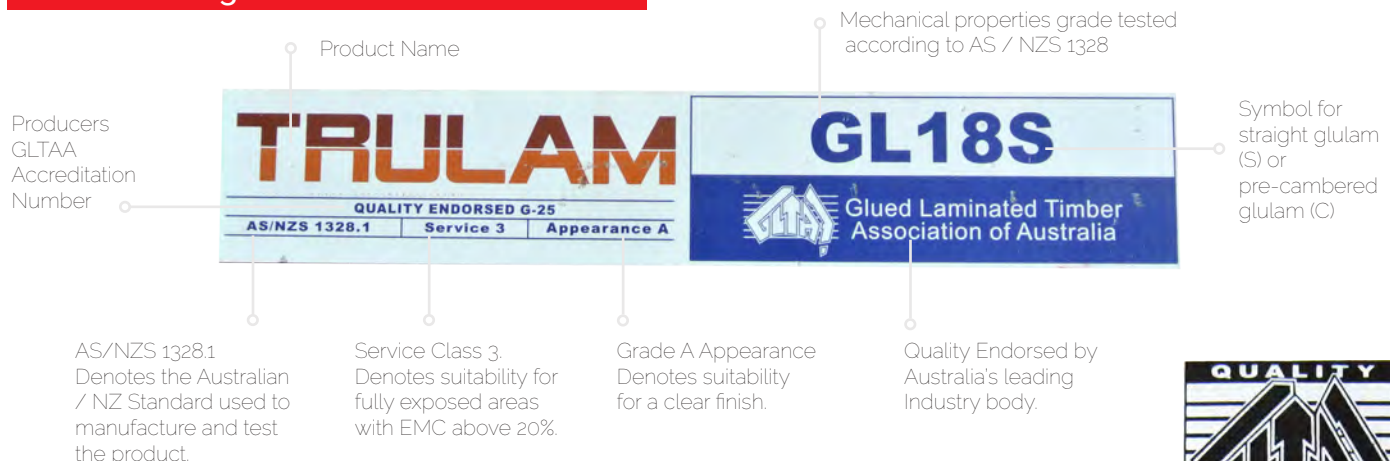 Mechanical properties grade tested
according to AS / NZS 1328
Product Name
Producers
GLTAA
Accreditation
Number
TRULAM
QUALITY ENDORSED G-25
AS/NZS 1328.1 Service 3 Appearance A
GL18S
GLTAA
Glued Laminated Timber
Association of Australia
Symbol for
straight glulam
(S) or
pre-cambered
glulam (C)
AS/NZS 1328.1
Denotes the Australian
/ NZ Standard used to
manufacture and test
the product.
Service Class 3.
Denotes suitability for
fully exposed areas
with EMC above 20%.
Grade A Appearance
Denotes suitability
for a clear finish.
Quality Endorsed by
Australia's leading
Industry body.
QUALITY